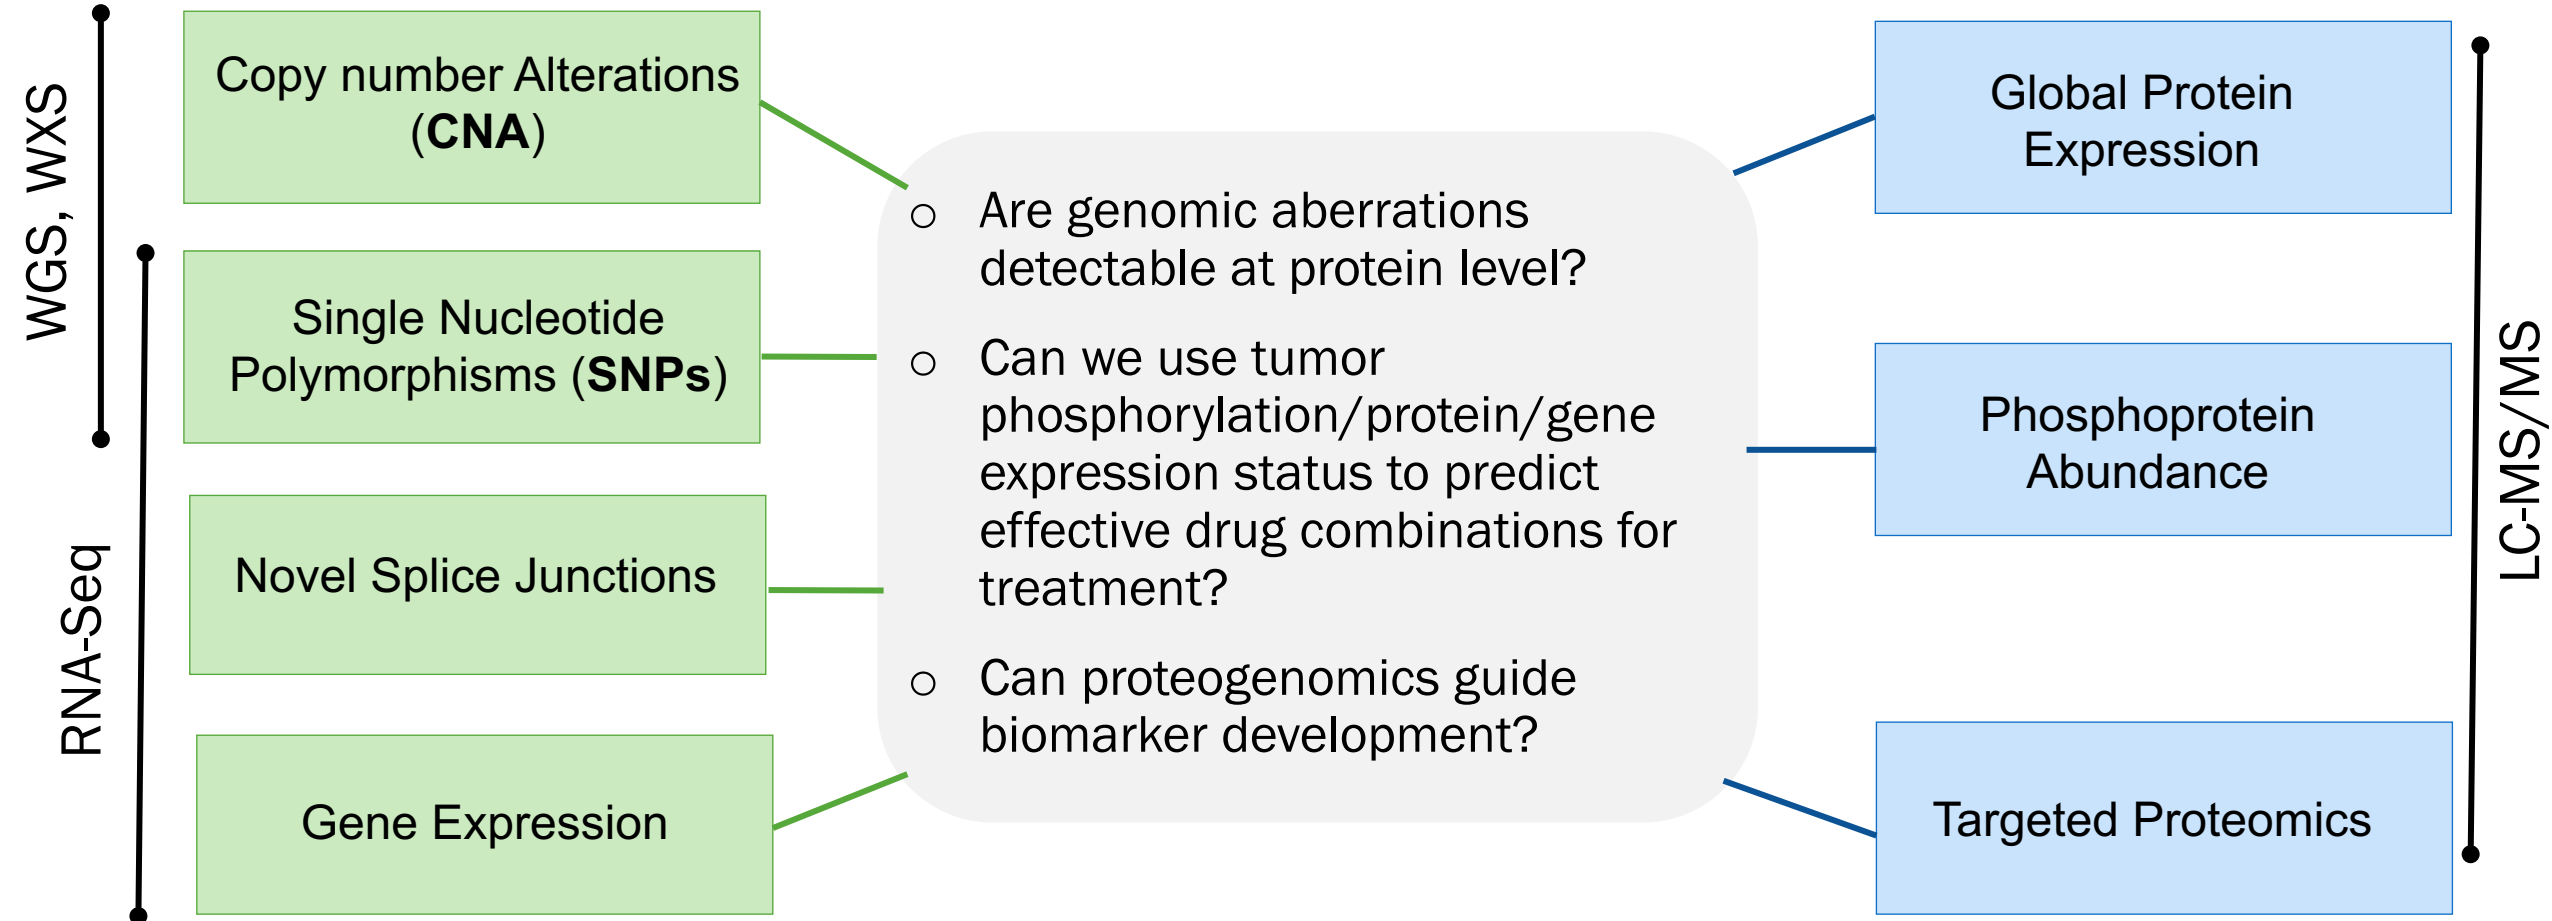 WGS, WXS
RNA-Seq
Copy number Alterations
(CNA)
Single Nucleotide
Polymorphisms (SNPs)
Novel Splice Junctions
Gene Expression
○ Are genomic aberrations
detectable at protein level?
○ Can we use tumor
phosphorylation/protein/gene
expression status to predict
effective drug combinations for
treatment?
○ Can proteogenomics guide
biomarker development?
Global Protein
Expression
Phosphoprotein
Abundance
Targeted Proteomics
LC-MS/MS